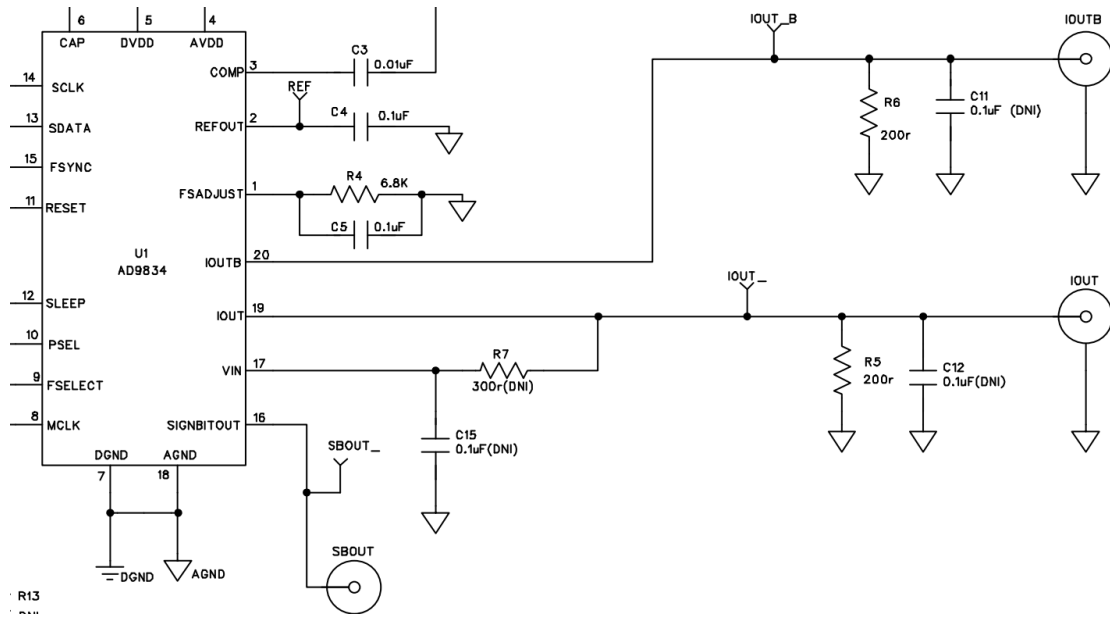 6
5
4
CAP
DVDD
AVDD
14
SCLK
13
SDATA
15
FSYNC
11
RESET
12
SLEEP
10
PSEL
9
FSELECT
8
MCLK
U1
AD9834
COMP
3
REFOUT
2
FSADJUST
1
IOUTB
20
IOUT
19
VIN
17
SIGNBITOUT
16
DGND
AGND
7
18
DGND
AGND
R13
C3
0.01uF
REF
C4
0.1uF
R4
6.8K
C5
0.1uF
R7
300r(DNI)
C15
0.1uF(DNI)
SBOUT_
SBOUT
IOUT_B
IOUTB
R6
200r
C11
0.1uF (DNI)
IOUT_
IOUT
R5
200r
C12
0.1uF(DNI)